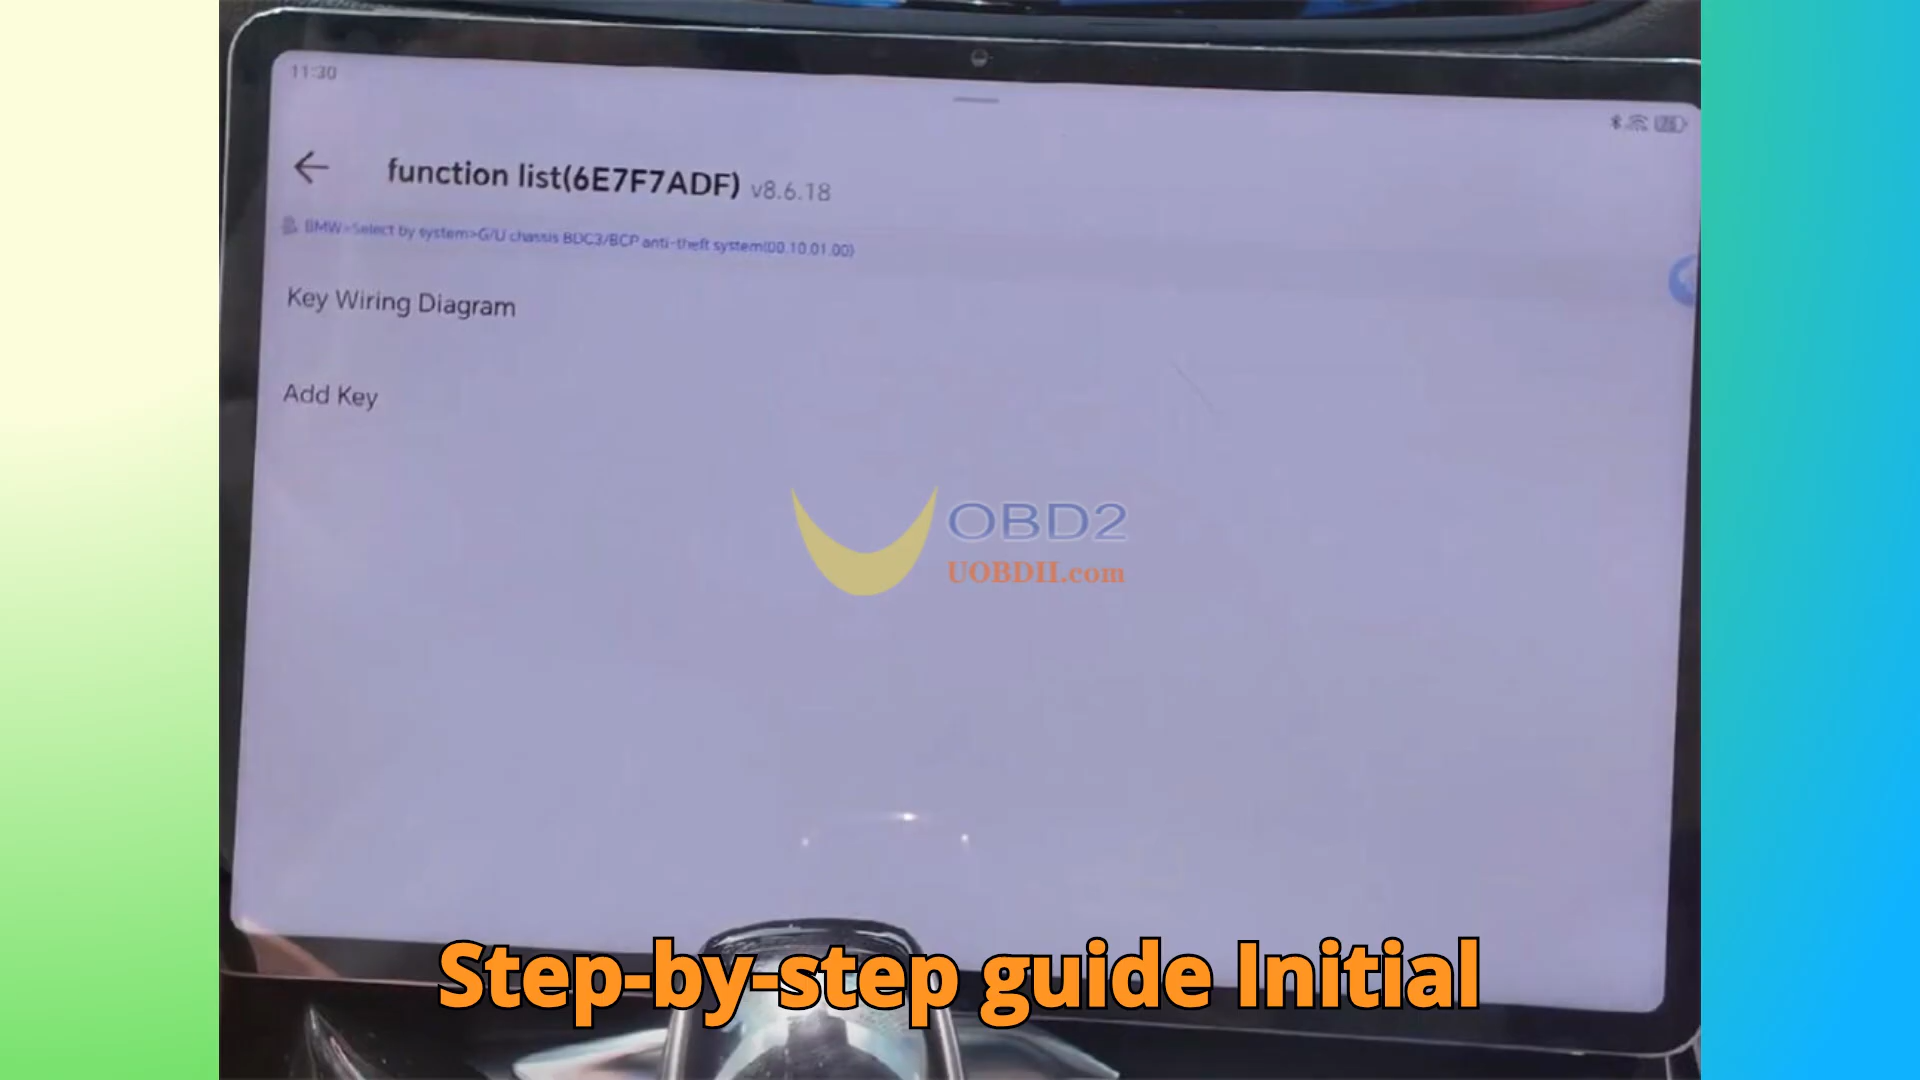 11:30
function list(6E7F7ADF) v8.6.18
BMW>Select by system>G/U chassis BDC3/BCP anti-theft system(00.10.01.00)
Key Wiring Diagram
Add Key
OBD2
UOBDII.com
Step-by-step guide Initial